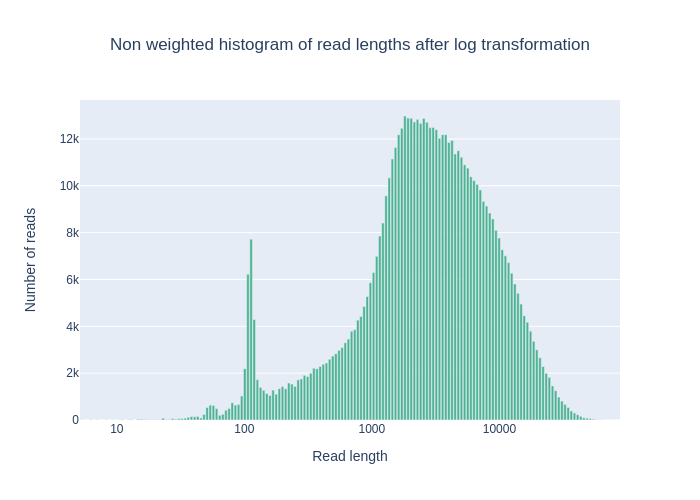 Non weighted histogram of read lengths after log transformation
12k
10k
8k
6k
4k
2k
0
Number of reads
10
100
1000
10000
Read length